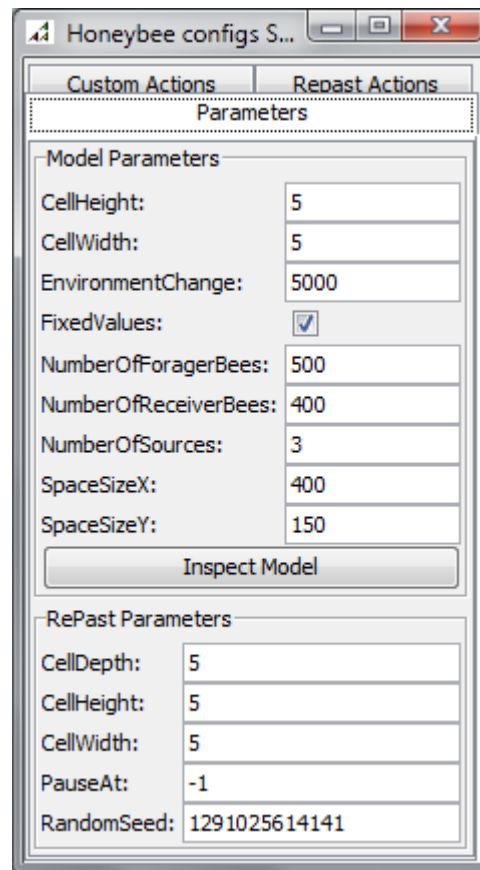 Honeybee configs S...
Custom Actions Repast Actions
Parameters
Model Parameters
CellHeight: 5
CellWidth: 5
EnvironmentChange: 5000
FixedValues:
NumberOfForagerBees: 500
NumberOfReceiverBees: 400
NumberOfSources: 3
SpaceSizeX: 400
SpaceSizeY: 150
Inspect Model
RePast Parameters
CellDepth: 5
CellHeight: 5
CellWidth: 5
PauseAt: -1
RandomSeed: 1291025614141